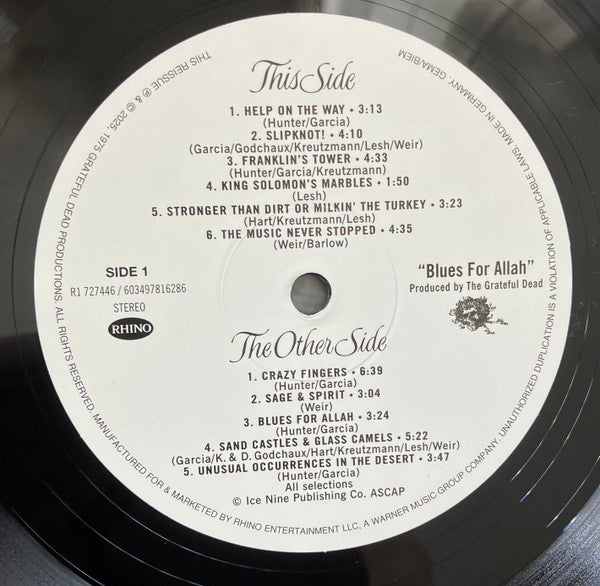 This Side
1. HELP ON THE WAY • 3:13
(Hunter/Garcia)
2. SLIPKNOT! • 4:10
(Garcia/Godchaux/Kreutzmann/Lesh/Weir)
3. FRANKLIN'S TOWER • 4:33
(Hunter/Garcia/Kreutzmann)
4. KING SOLOMON'S MARBLES • 1:50
(Lesh)
5. STRONGER THAN DIRT OR MILKIN' THE TURKEY • 3:23
(Hart/Kreutzmann/Lesh)
6. THE MUSIC NEVER STOPPED • 4:35
(Weir/Barlow)
SIDE 1
R1 727446 / 603497816286
STEREO
RHINO
"Blues For Allah"
Produced by The Grateful Dead
The Other Side
1. CRAZY FINGERS • 6:39
(Hunter/Garcia)
2. SAGE & SPIRIT • 3:04
(Weir)
3. BLUES FOR ALLAH • 3:24
(Hunter/Garcia)
4. SAND CASTLES & GLASS CAMELS • 5:22
(Garcia/K. & D. Godchaux/Hart/Kreutzmann/Lesh/Weir)
5. UNUSUAL OCCURRENCES IN THE DESERT • 3:47
(Hunter/Garcia)
All selections
© Ice Nine Publishing Co. ASCAP
THIS REISSUE ℗ & © 2025, 1975 GRATEFUL DEAD PRODUCTIONS. ALL RIGHTS RESERVED. MANUFACTURED FOR & MARKETED BY RHINO ENTERTAINMENT LLC, A WARNER MUSIC GROUP COMPANY. UNAUTHORIZED DUPLICATION IS A VIOLATION OF APPLICABLE LAWS. MADE IN GERMANY. GEMA/BIEM